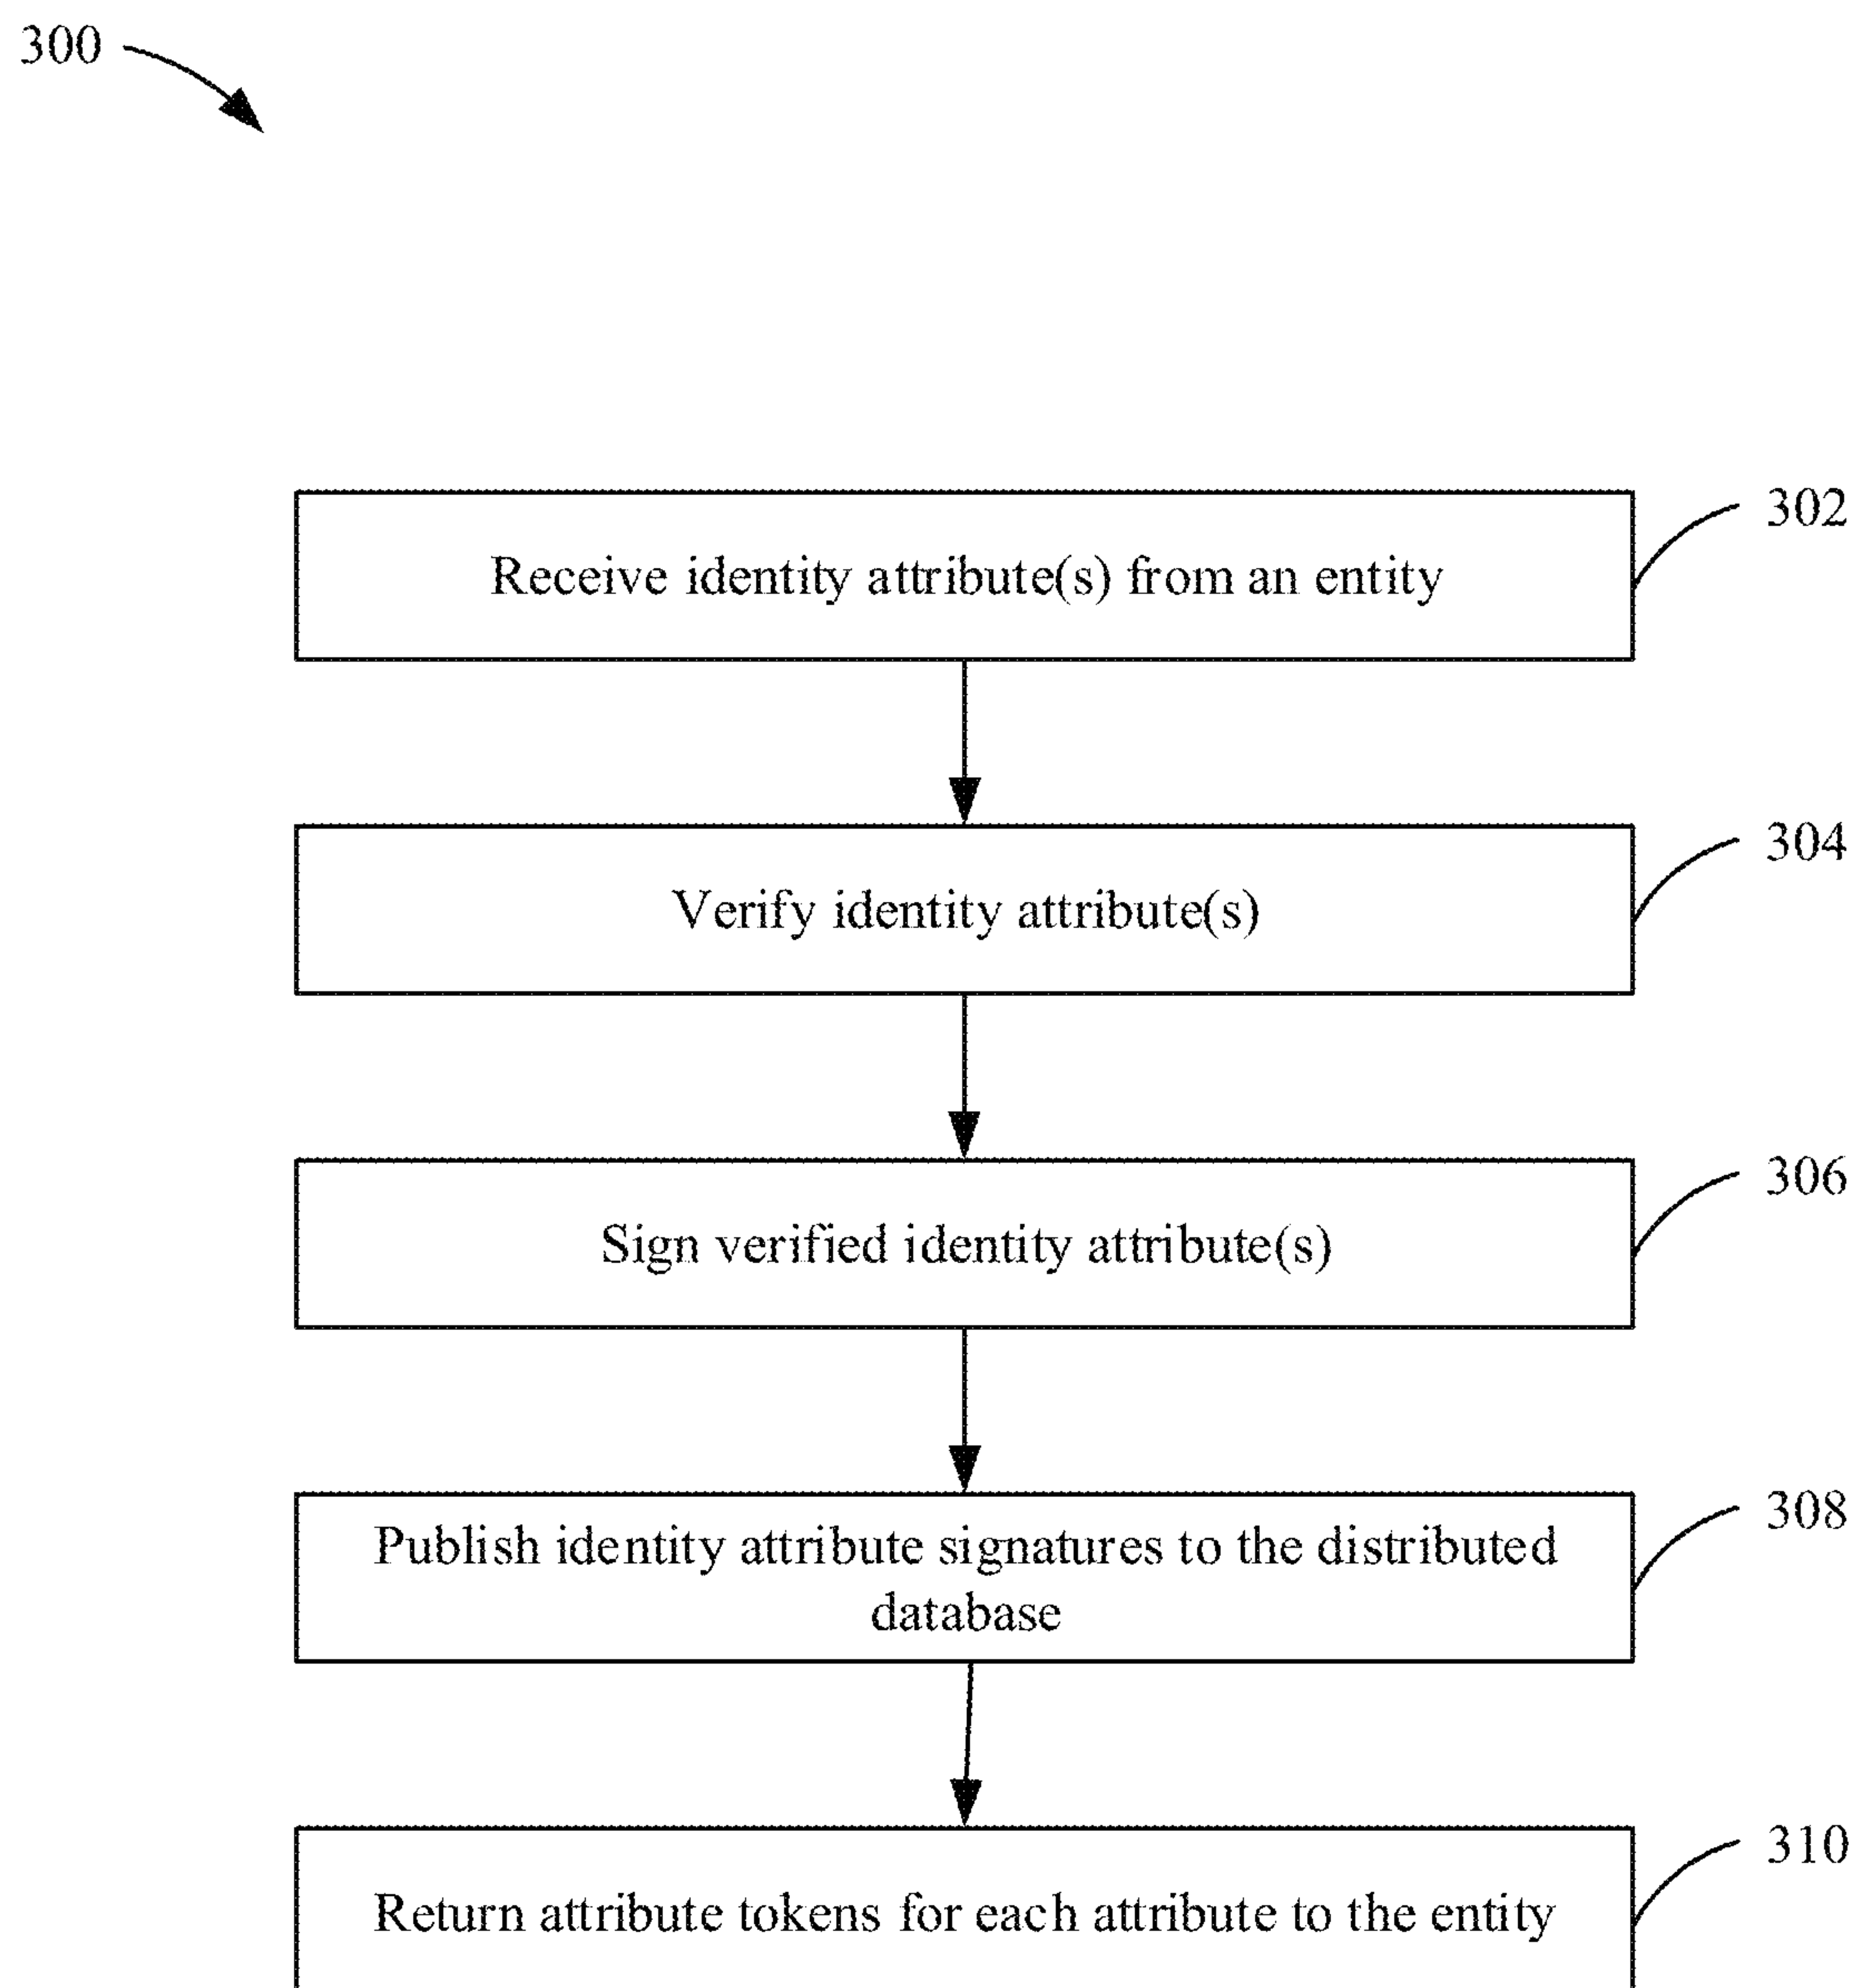 300
302
Receive identity attribute(s) from an entity
304
Verify identity attribute(s)
306
Sign verified identity attribute(s)
308
Publish identity attribute signatures to the distributed
database
310
Return attribute tokens for each attribute to the entity